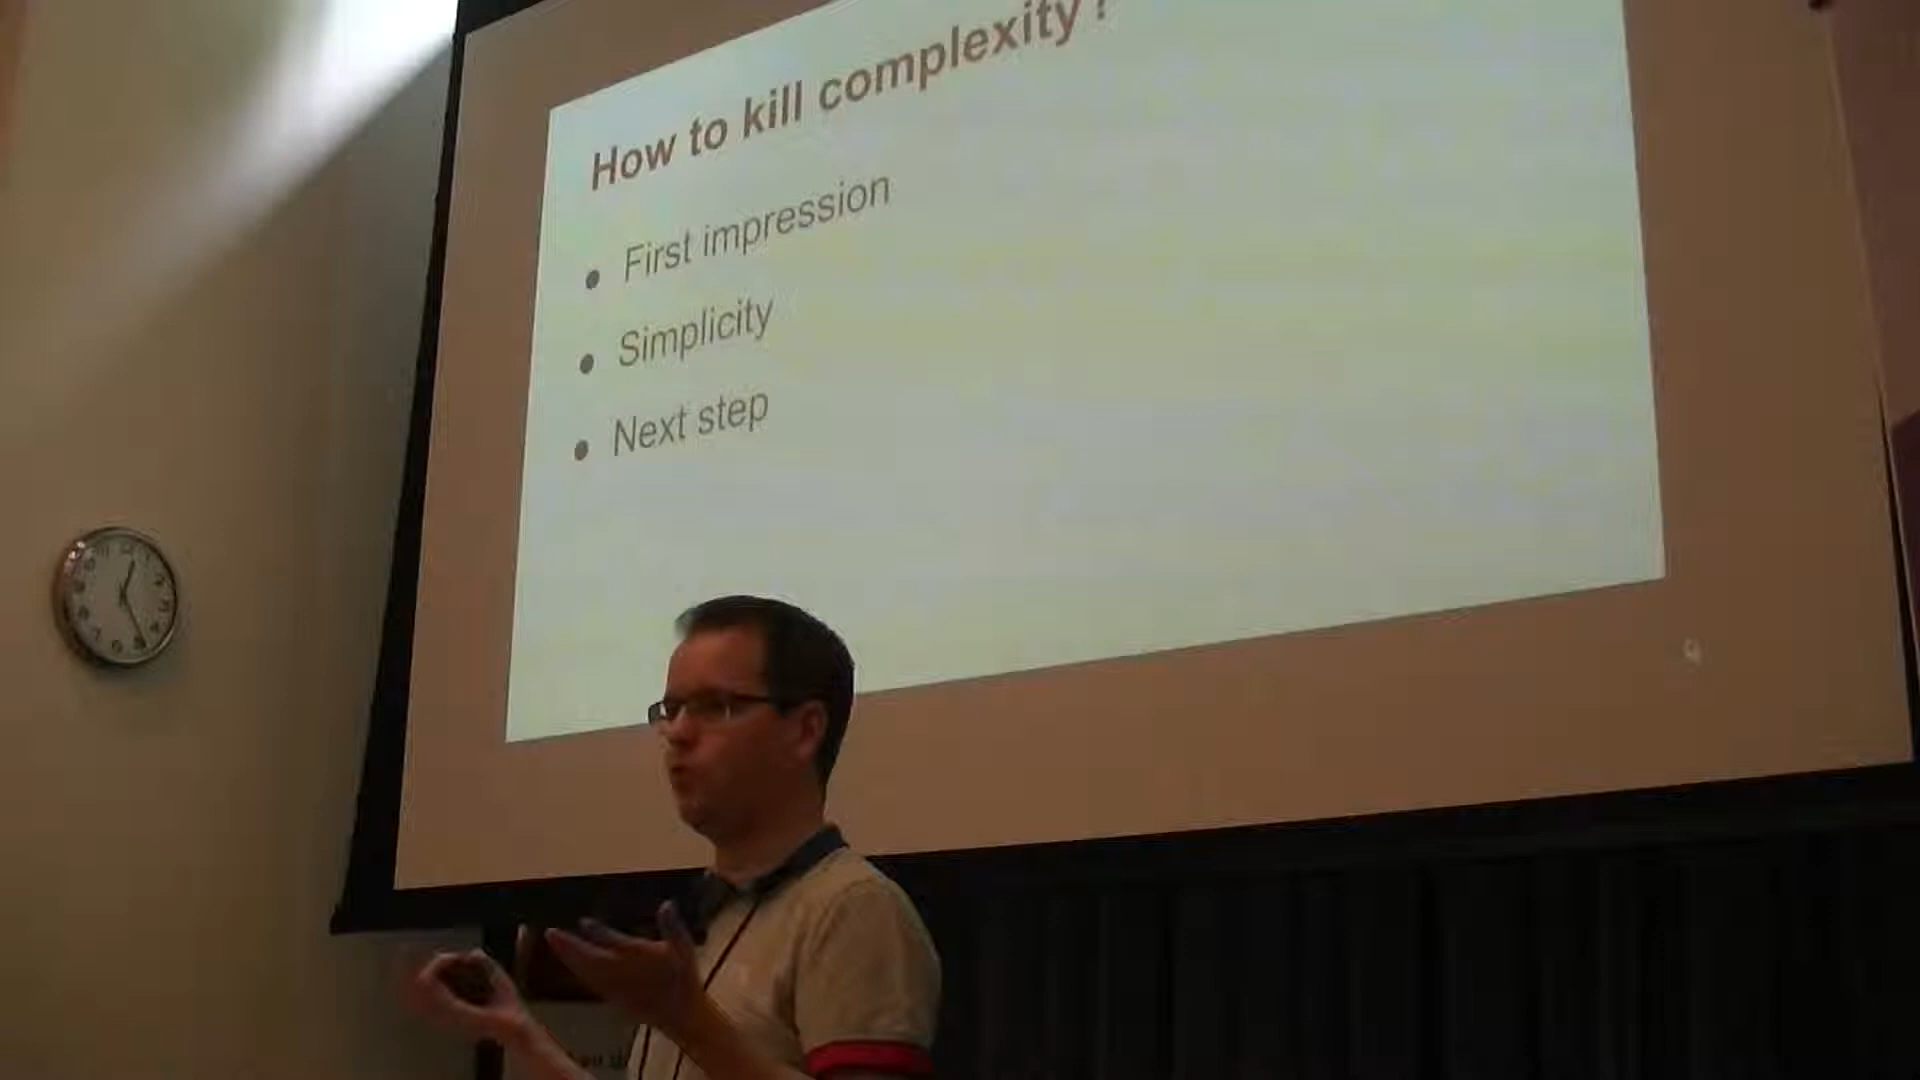 How to kill complexity?
• First impression
• Simplicity
• Next step